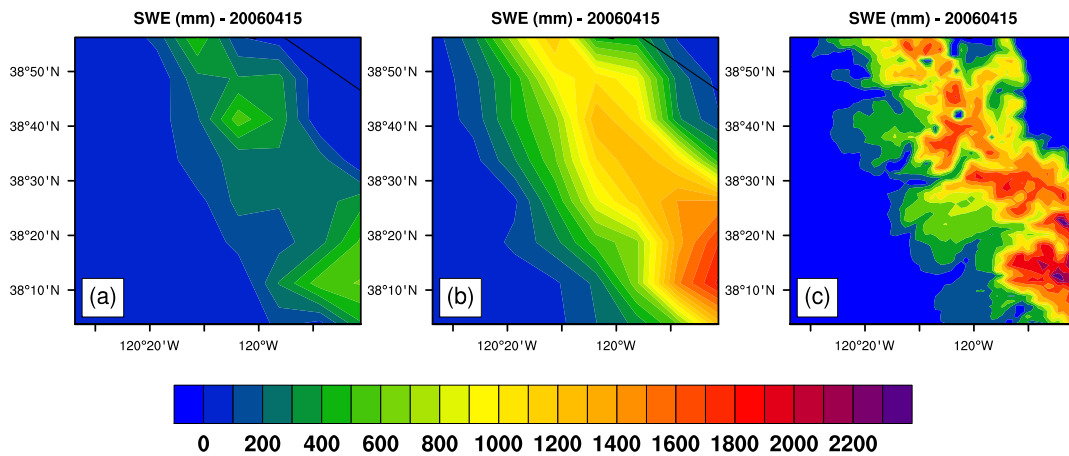 SWE (mm) - 20060415 SWE (mm) - 20060415 SWE (mm) - 20060415
38°50'N 38°50'N 38°50'N
38°40'N 38°40'N 38°40'N
38°30'N 38°30'N 38°30'N
38°20'N 38°20'N 38°20'N
38°10'N 38°10'N 38°10'N
(a) (b) (c)
120°20'W 120°W 120°20'W 120°W 120°20'W 120°W
0 200 400 600 800 1000 1200 1400 1600 1800 2000 2200